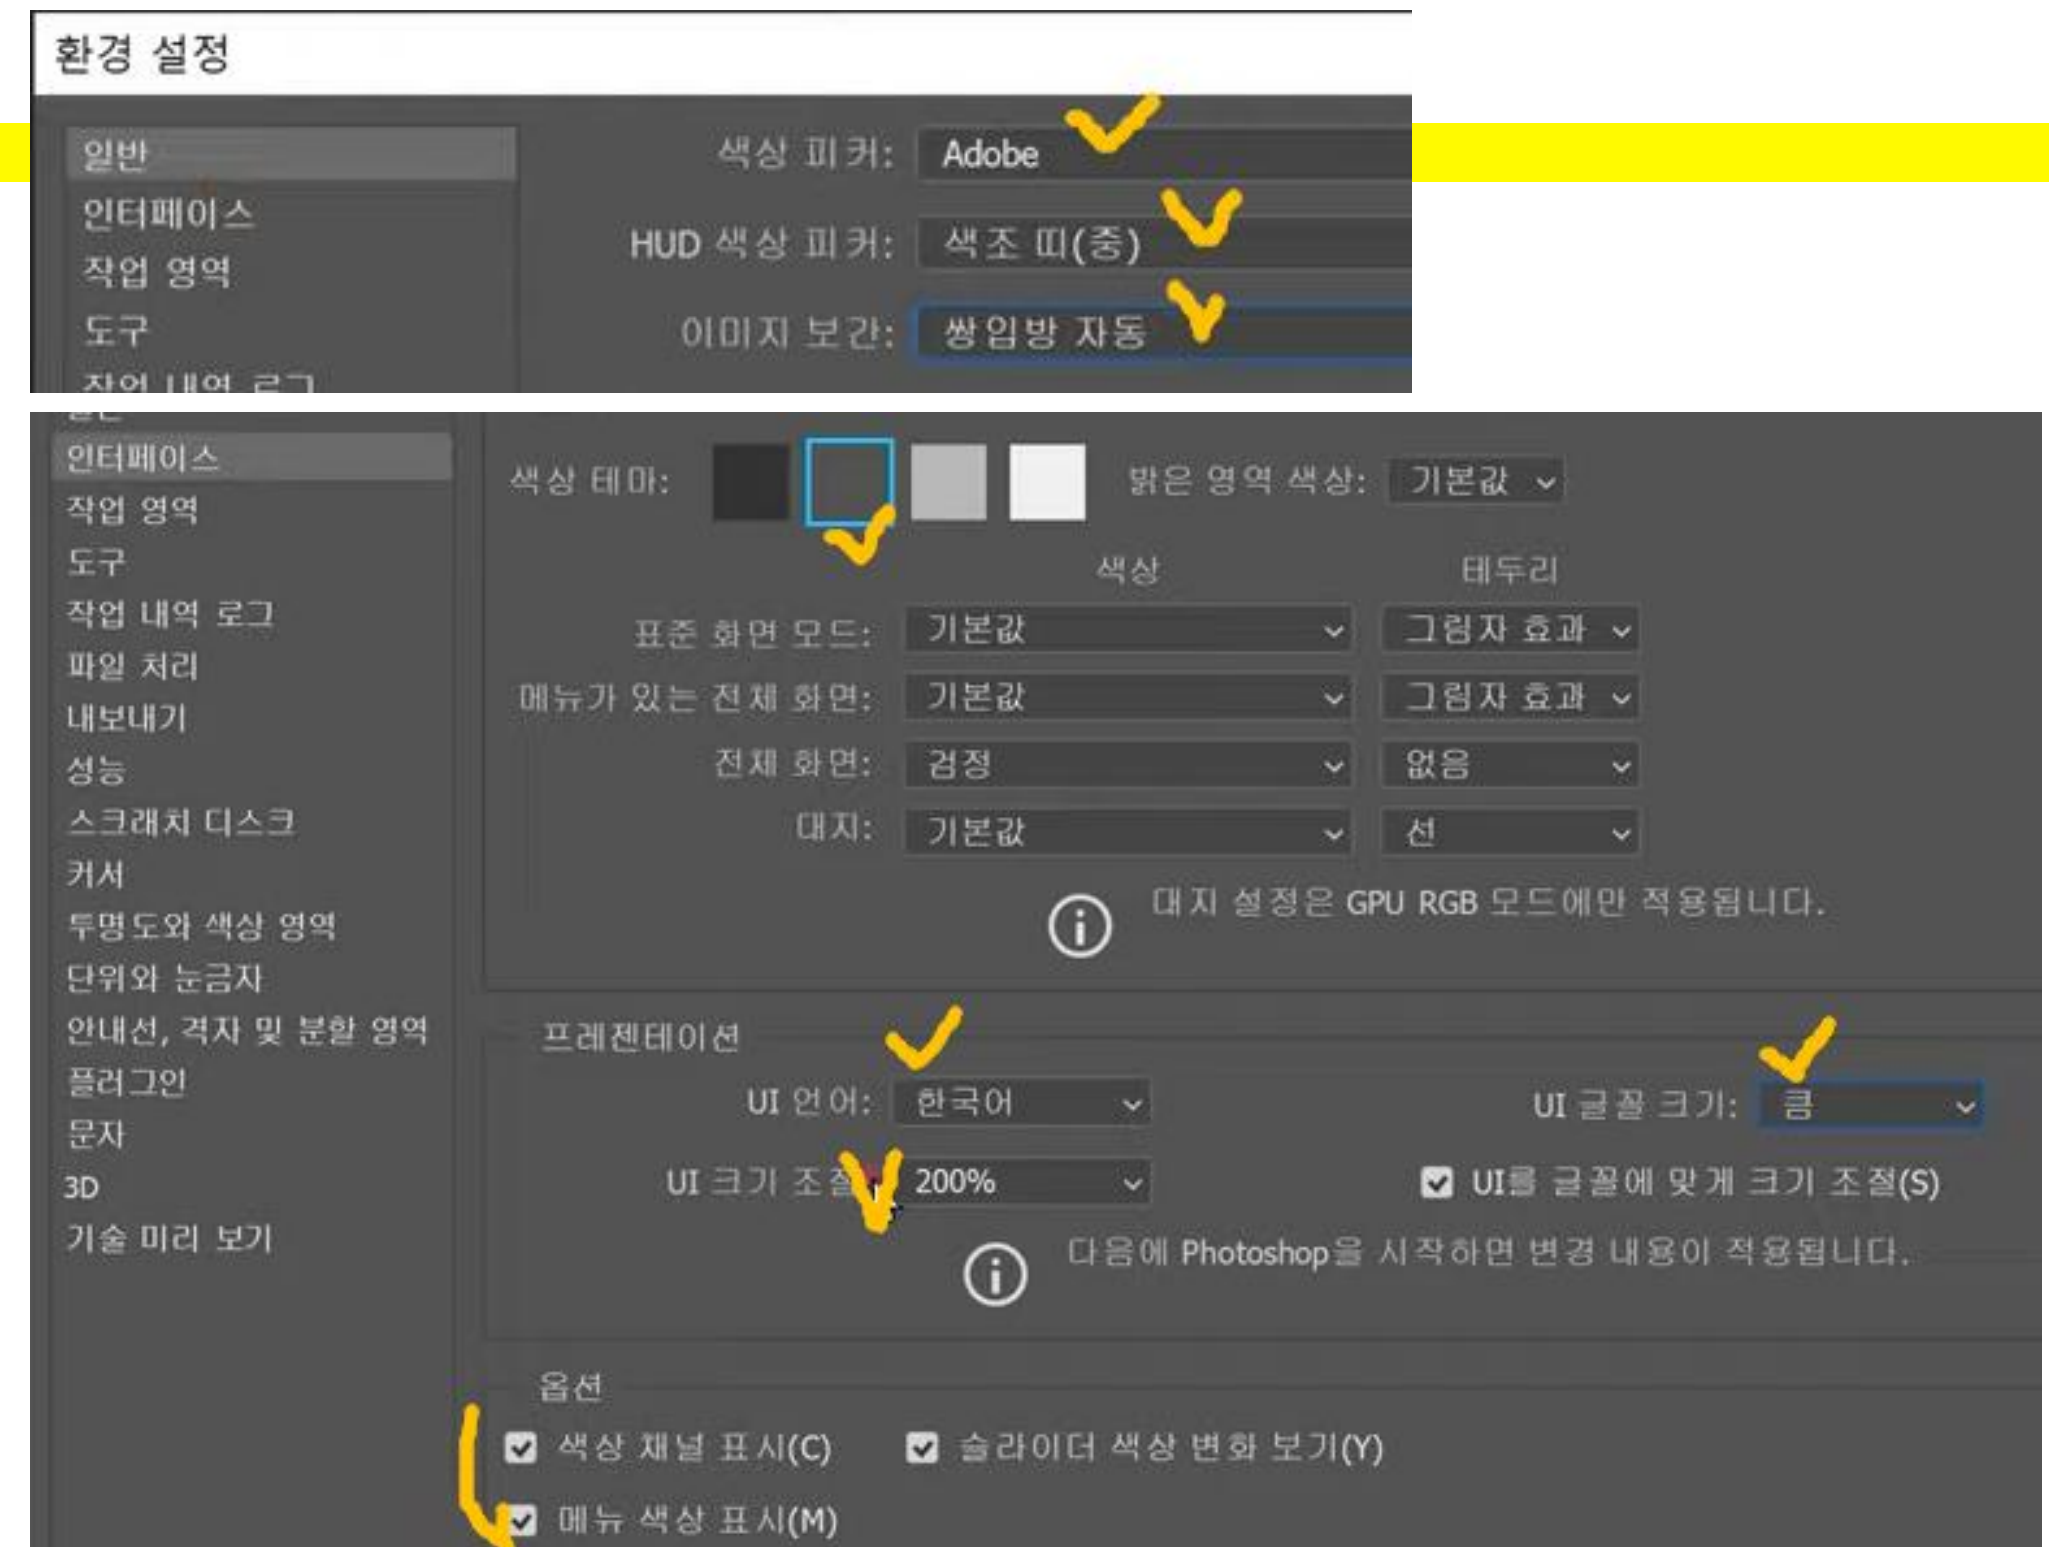 환경 설정
일반
색상 피커: Adobe
인터페이스
HUD 색상 피커: 색조 띠(중)
작업 영역
도구
이미지 보간: 쌍입방 자동
작업 내역 로그
인터페이스
색상 테마: 밝은 영역 색상: 기본값
작업 영역
도구
색상 테두리
작업 내역 로그
표준 화면 모드: 기본값 그림자 효과
파일 처리
메뉴가 있는 전체 화면: 기본값 그림자 효과
내보내기
성능
전체 화면: 검정 없음
스크래치 디스크
대지: 기본값 선
커서
대지 설정은 GPU RGB 모드에만 적용됩니다.
투명도와 색상 영역
단위와 눈금자
안내선, 격자 및 분할 영역
프레젠테이션
플러그인
UI 언어: 한국어 UI 글꼴 크기: 큼
문자
3D
UI 크기 조절 200% UI를 글꼴에 맞게 크기 조절(S)
기술 미리 보기
다음에 Photoshop을 시작하면 변경 내용이 적용됩니다.
옵션
색상 채널 표시(C) 슬라이더 색상 변화 보기(Y)
메뉴 색상 표시(M)